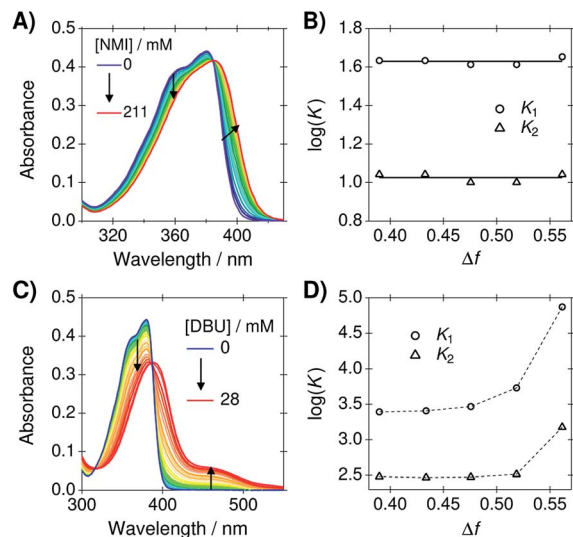 A)
[NMI] / mM
0
211
Absorbance
0.5
0.4
0.3
0.2
0.1
0.0
320
360
400
Wavelength / nm
B)
log(K)
1.8
1.6
1.4
1.2
1.0
0.8
K1
K2
0.40
0.45
0.50
0.55
Δf
C)
[DBU] / mM
0
28
Absorbance
0.5
0.4
0.3
0.2
0.1
0.0
300
400
500
Wavelength / nm
D)
log(K)
5.0
4.5
4.0
3.5
3.0
2.5
K1
K2
0.40
0.45
0.50
0.55
Δf